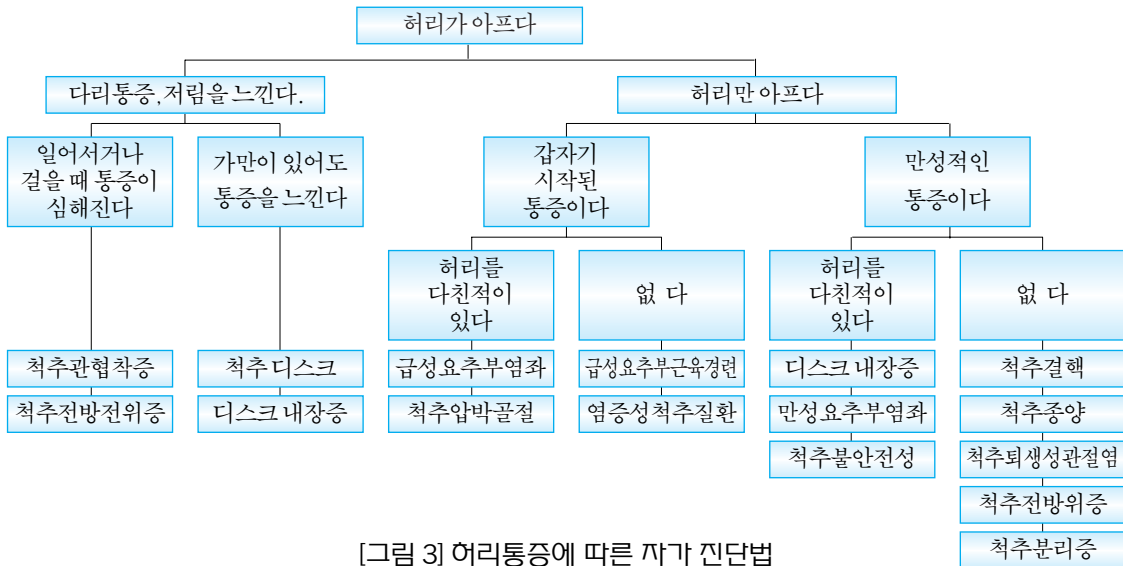 허리가 아프다
다리통증,저림을 느낀다.
허리만 아프다
일어서거나
걸을 때 통증이
심해진다
가만이 있어도
통증을 느낀다
갑자기
시작된
통증이다
만성적인
통증이다
허리를
다친적이
있다
없 다
허리를
다친적이
있다
없 다
척추관협착증
척추전방전위증
척추 디스크
디스크 내장증
급성요추부염좌
척추압박골절
급성요추부근육경련
염증성척추질환
디스크 내장증
만성요추부염좌
척추불안전성
척추결핵
척추종양
척추퇴생성관절염
척추전방위증
척추분리증
[그림 3] 허리통증에 따른 자가 진단법